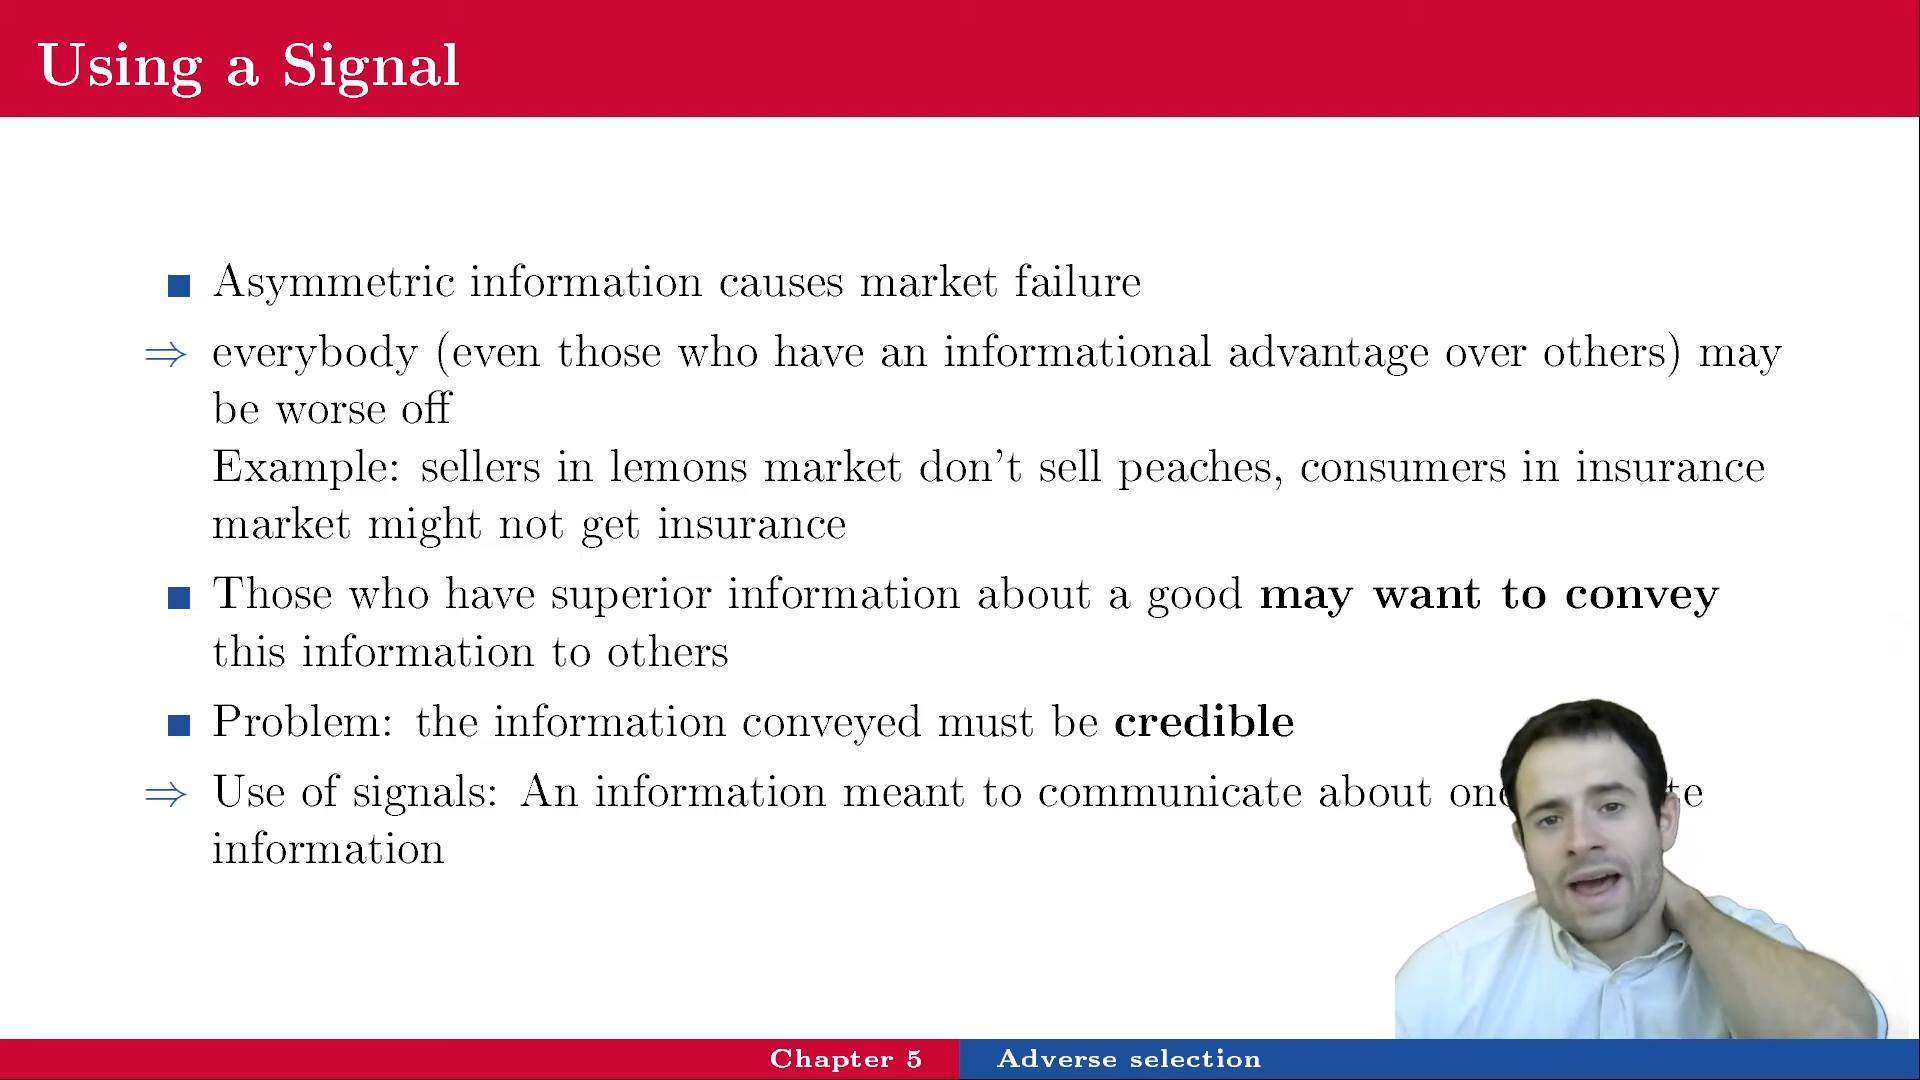 Using a Signal
Asymmetric information causes market failure
⇒ everybody (even those who have an informational advantage over others) may
be worse off
Example: sellers in lemons market don't sell peaches, consumers in insurance
market might not get insurance
Those who have superior information about a good may want to convey
this information to others
Problem: the information conveyed must be credible
⇒ Use of signals: An information meant to communicate about
information
Chapter 5
Adverse selection